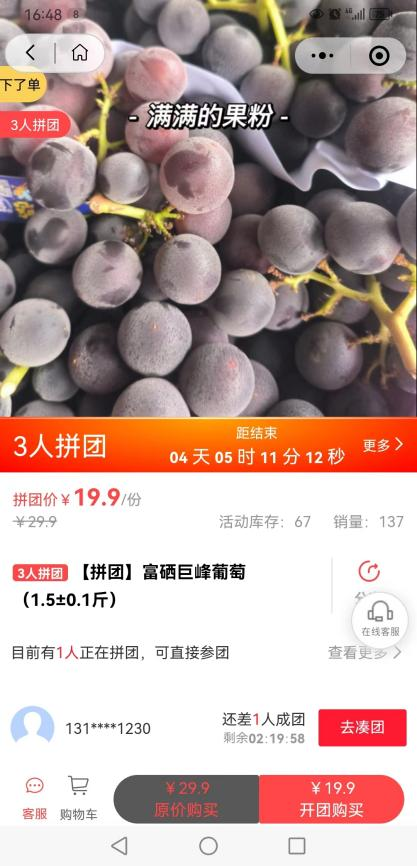 16:48 8
下了单
3人拼团
- 满满的果粉 -
3人拼团
距结束
04 天 05 时 11 分 12 秒
更多
拼团价¥19.9/份
¥29.9
活动库存：67 销量：137
3人拼团 【拼团】富硒巨峰葡萄
（1.5±0.1斤）
在线客服
目前有1人正在拼团，可直接参团
查看更多
131****1230
还差1人成团
剩余02:19:58
去凑团
客服
购物车
¥29.9
原价购买
¥19.9
开团购买